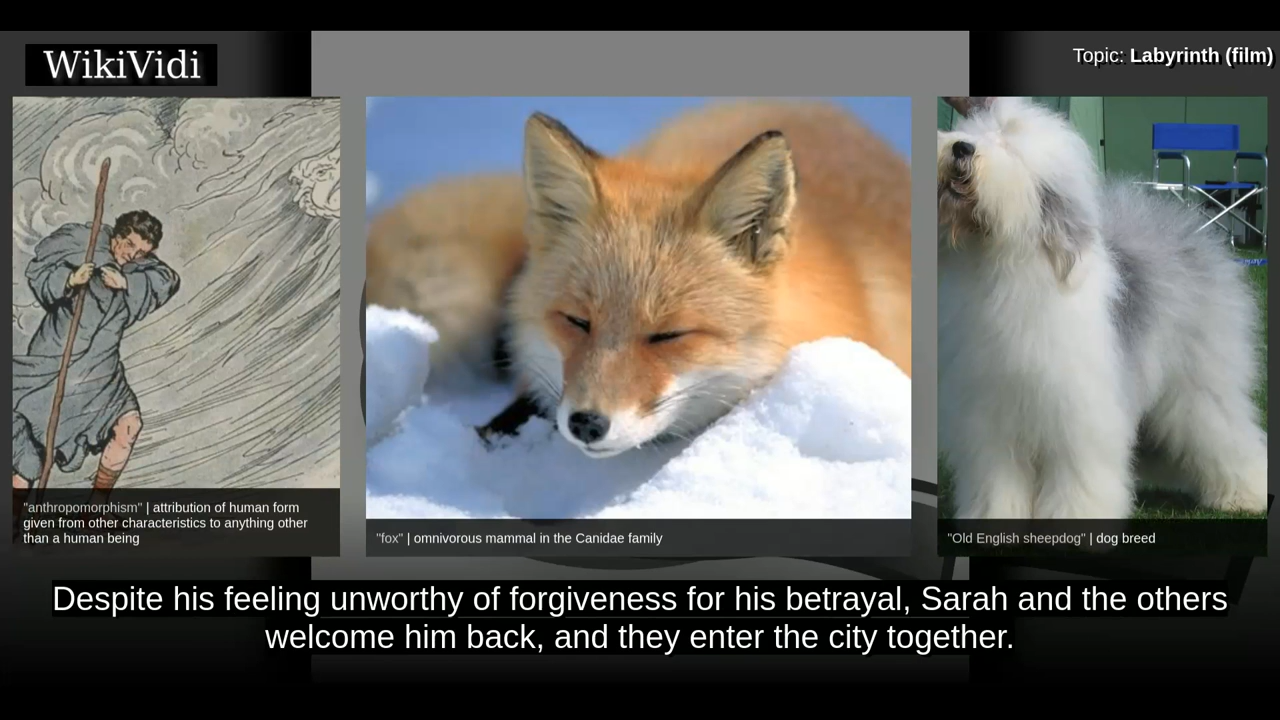 WikiVidi
Topic: Labyrinth (film)
"anthropomorphism" | attribution of human form
given from other characteristics to anything other
than a human being
"fox" | omnivorous mammal in the Canidae family
"Old English sheepdog" | dog breed
Despite his feeling unworthy of forgiveness for his betrayal, Sarah and the others
welcome him back, and they enter the city together.